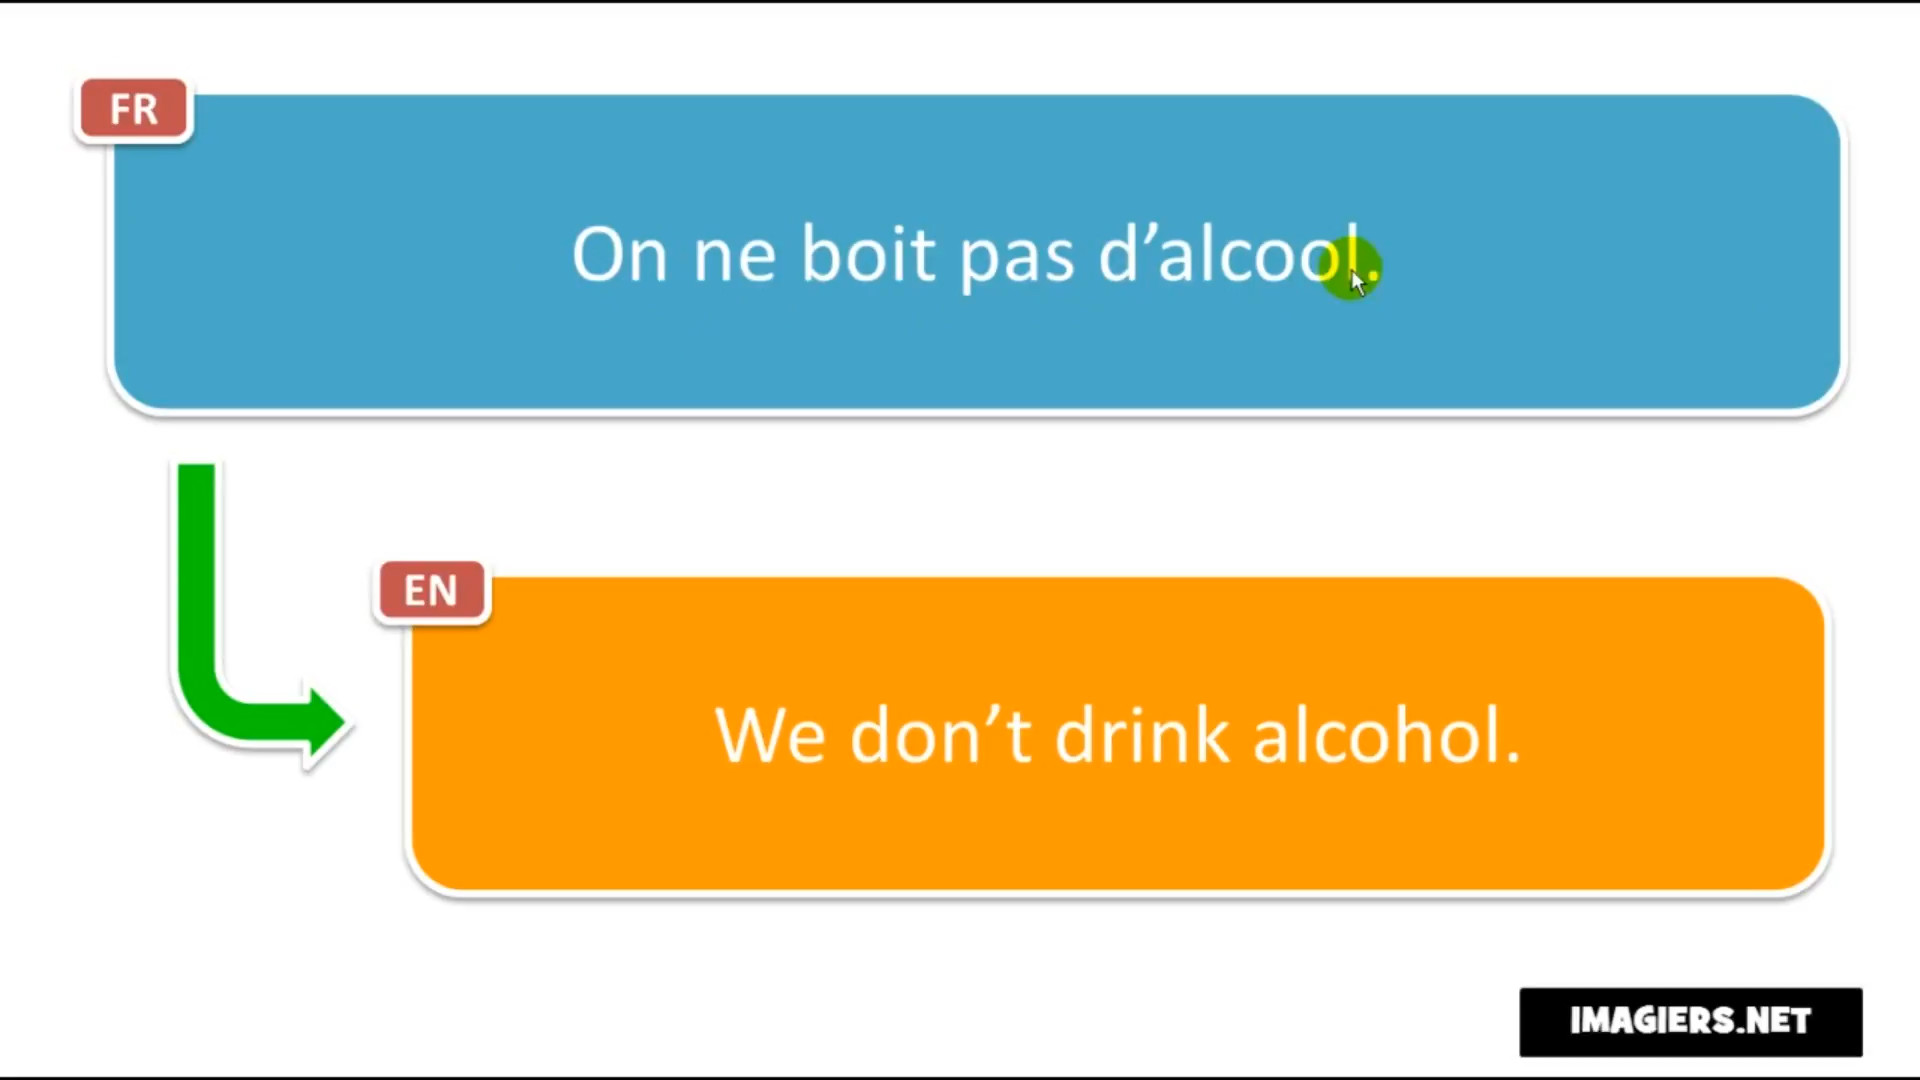 FR
On ne boit pas d’alcool.
EN
We don’t drink alcohol.
IMAGIERS.NET